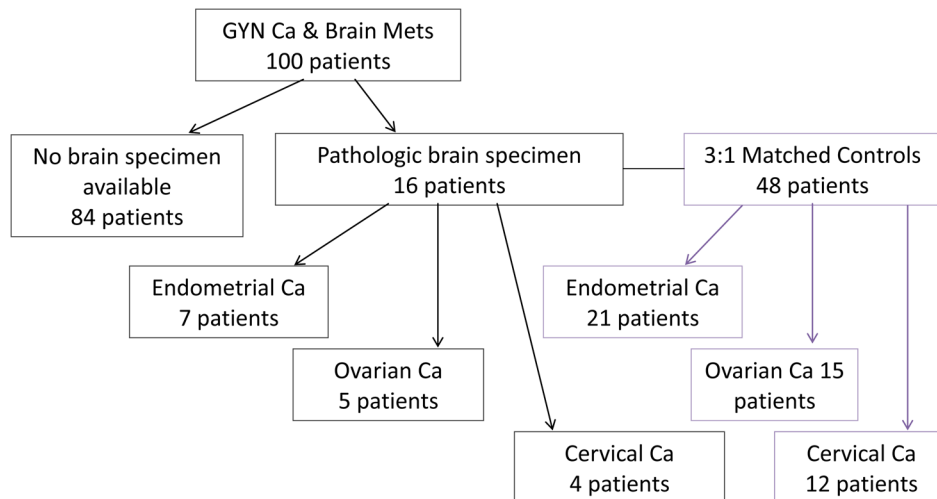 GYN Ca & Brain Mets
100 patients
No brain specimen
available
84 patients
Pathologic brain specimen
16 patients
3:1 Matched Controls
48 patients
Endometrial Ca
7 patients
Endometrial Ca
21 patients
Ovarian Ca
5 patients
Ovarian Ca 15
patients
Cervical Ca
4 patients
Cervical Ca
12 patients